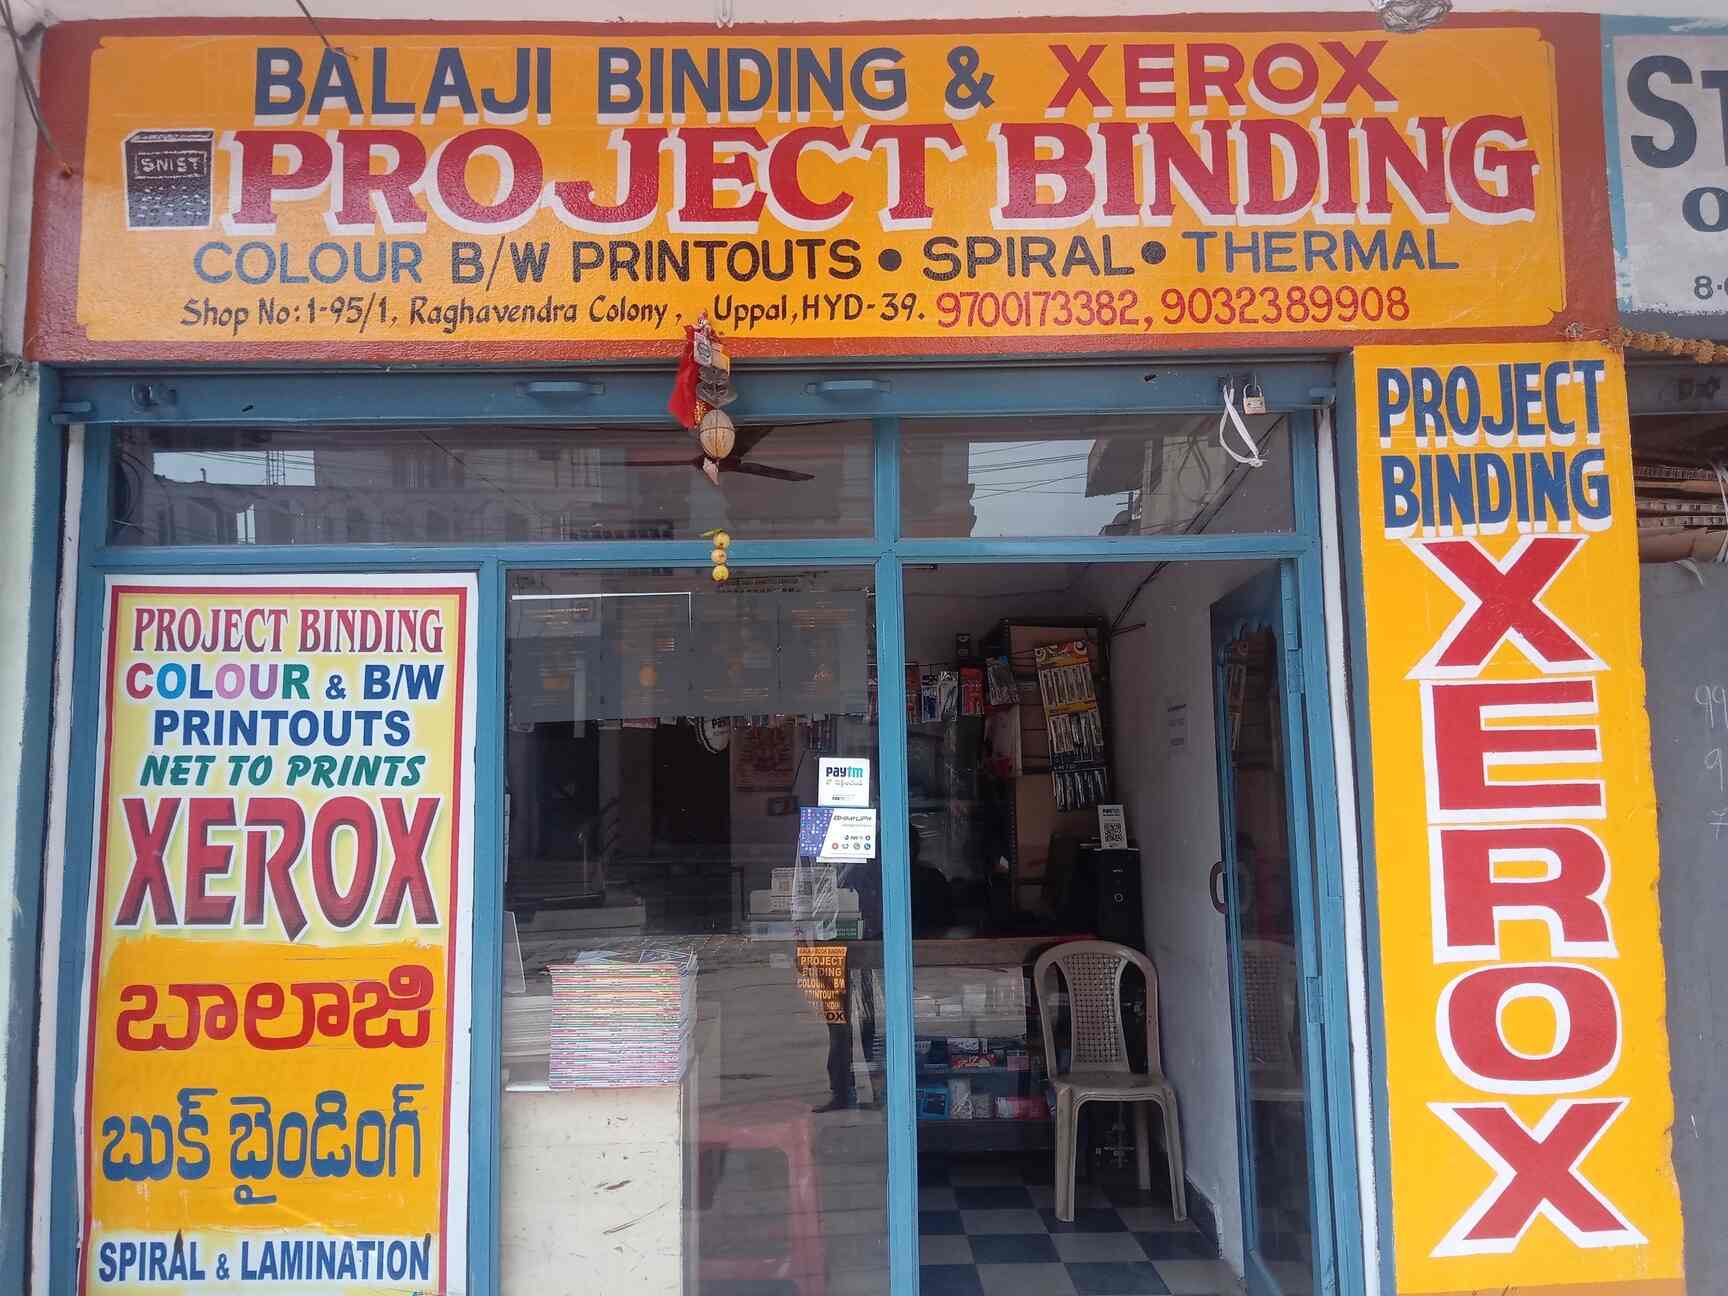 BALAJI BINDING & XEROX
SNIST
PROJECT BINDING
COLOUR B/W PRINTOUTS • SPIRAL • THERMAL
Shop No: 1-95/1, Raghavendra Colony, , Uppal, HYD-39. 9700173382, 9032389908
PROJECT
BINDING
XEROX
PROJECT BINDING
COLOUR & B/W
PRINTOUTS
NET TO PRINTS
XEROX
బాలాజి
బుక్ బైండింగ్
SPIRAL & LAMINATION
paytm
PROJECT
BINDING
COLOUR B/W